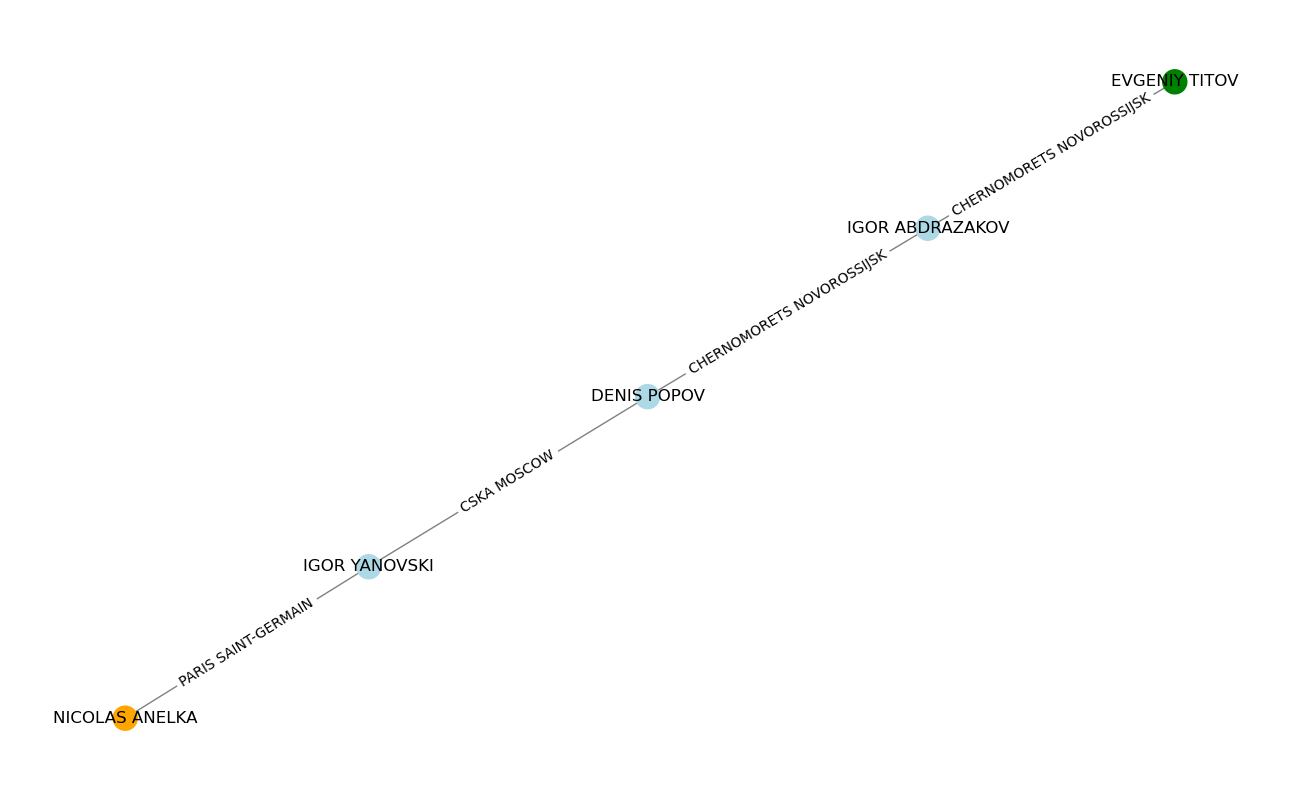 EVGENIY TITOV
CHERNOMORETS NOVOROSSIJSK
IGOR ABDRAZAKOV
CHERNOMORETS NOVOROSSIJSK
DENIS POPOV
CSKA MOSCOW
IGOR YANOVSKI
PARIS SAINT-GERMAIN
NICOLAS ANELKA